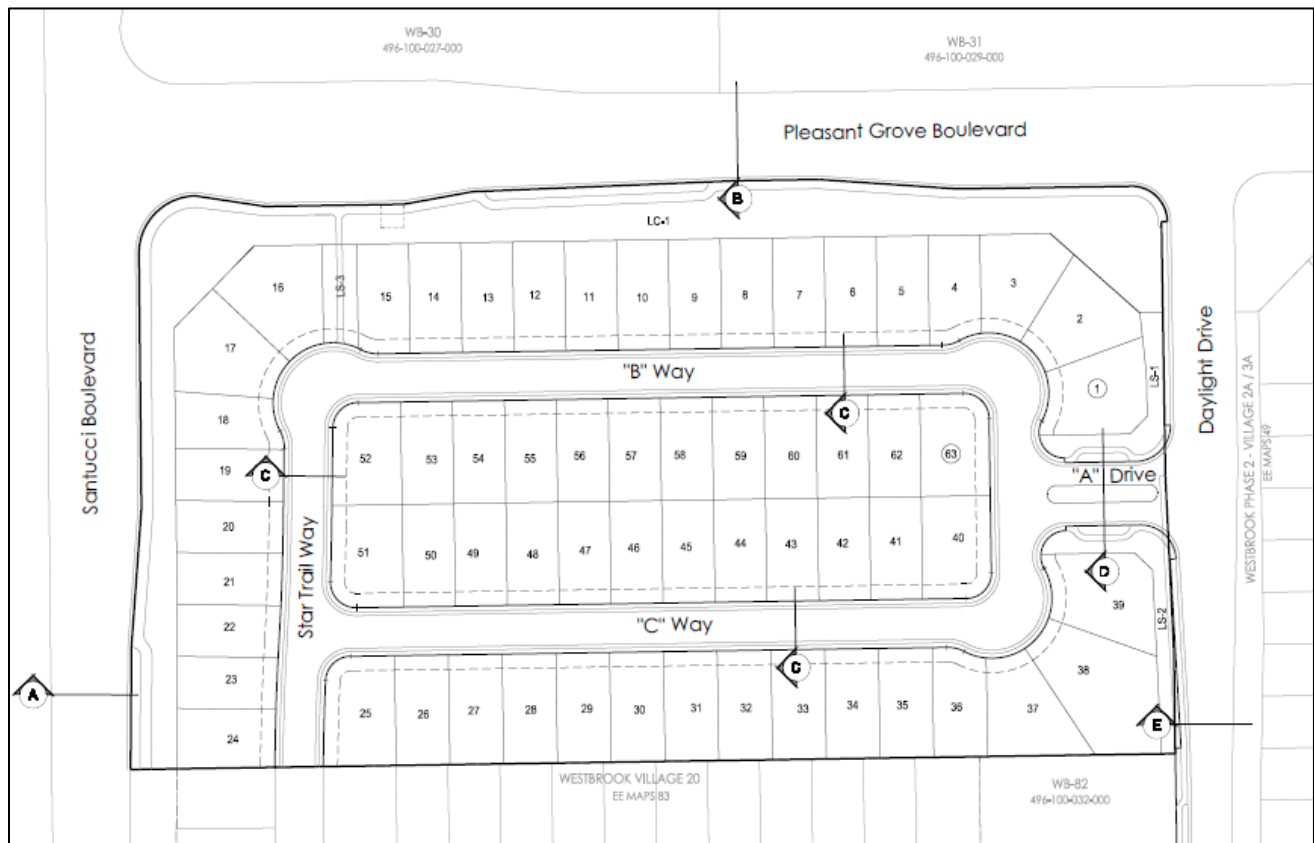 WB-30
496-100-027-000
WB-31
496-100-029-000
Pleasant Grove Boulevard
B
LC-1
16
LS-3
15
14
13
12
11
10
9
8
7
6
5
4
3
2
17
"B" Way
1
LS-1
Santucci Boulevard
Daylight Drive
WESTBROOK PHASE 2 - VILLAGE 2A / 3A
EE MAPS 49
18
C
19
C
52
53
54
55
56
57
58
59
60
61
62
63
"A" Drive
20
51
50
49
48
47
46
45
44
43
42
41
40
Star Trail Way
21
D
39
LS-2
22
"C" Way
23
C
38
A
24
25
26
27
28
29
30
31
32
33
34
35
36
37
E
WESTBROOK VILLAGE 20
EE MAPS 83
WB-82
496-100-032-000